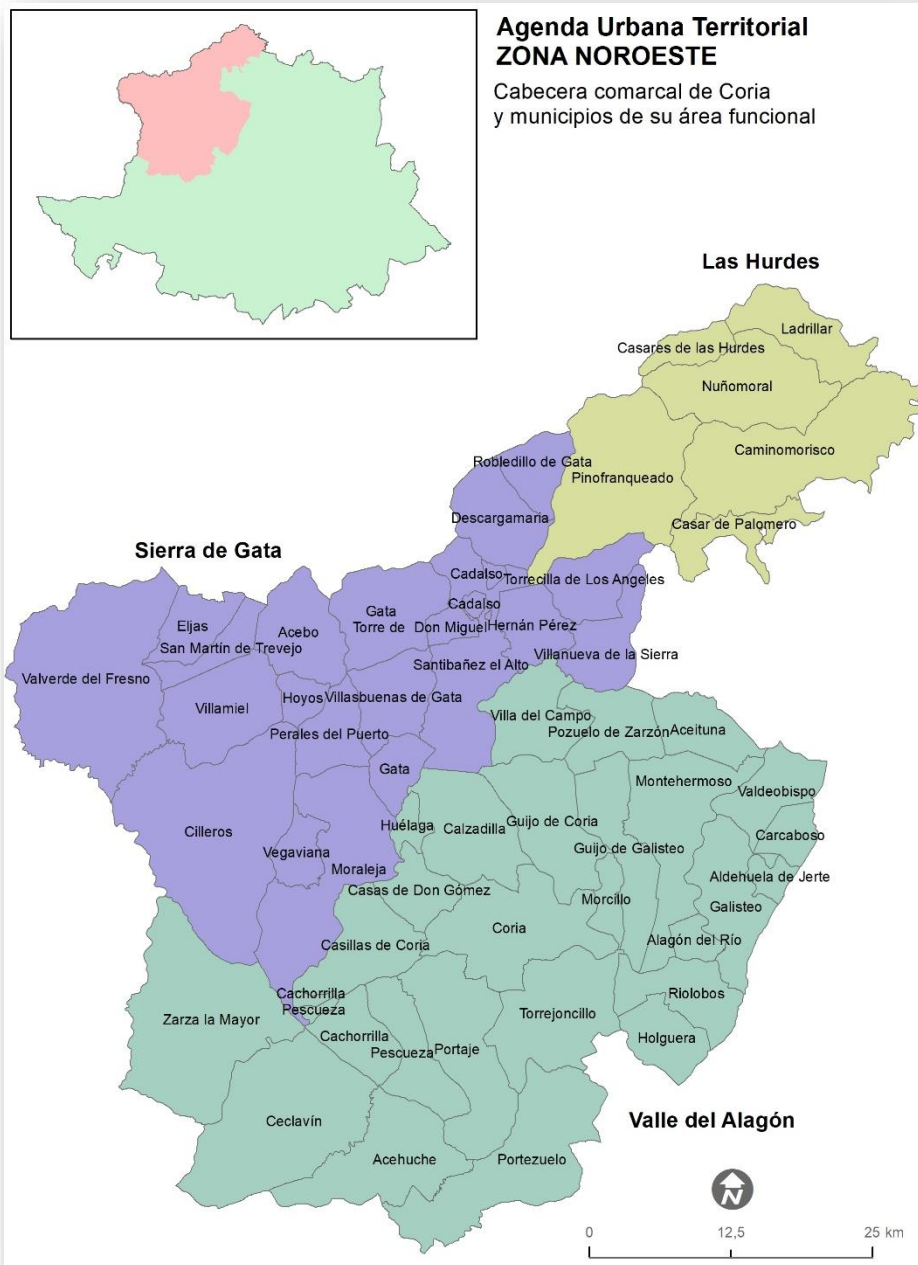 Agenda Urbana Territorial
ZONA NOROESTE
Cabecera comarcal de Coria
y municipios de su área funcional
Las Hurdes
Ladrillar
Casares de las Hurdes
Nuñomoral
Caminomorisco
Pinofranqueado
Casar de Palomero
Robledillo de Gata
Descargamaria
Sierra de Gata
Cadalso
Torrecilla de Los Angeles
Cadalso
Gata
Torre de
Don Miguel
Hernán Pérez
Eljas
Acebo
San Martín de Trevejo
Villanueva de la Sierra
Santibañez el Alto
Valverde del Fresno
Villamiel
Hoyos
Villasbuenas de Gata
Villa del Campo
Pozuelo de Zarzón
Aceituna
Perales del Puerto
Gata
Montehermoso
Valdeobispo
Cilleros
Huélaga
Calzadilla
Guijo de Coria
Carcaboso
Vegaviana
Moraleja
Guijo de Galisteo
Aldehuela de Jerte
Casas de Don Gómez
Morcillo
Galisteo
Coria
Casillas de Coria
Alagón del Río
Cachorrilla
Pescueza
Riolobos
Zarza la Mayor
Torrejoncillo
Cachorrilla
Holguera
Pescueza
Portaje
Ceclavín
Valle del Alagón
Acehuche
Portezuelo
N
0
12,5
25 km